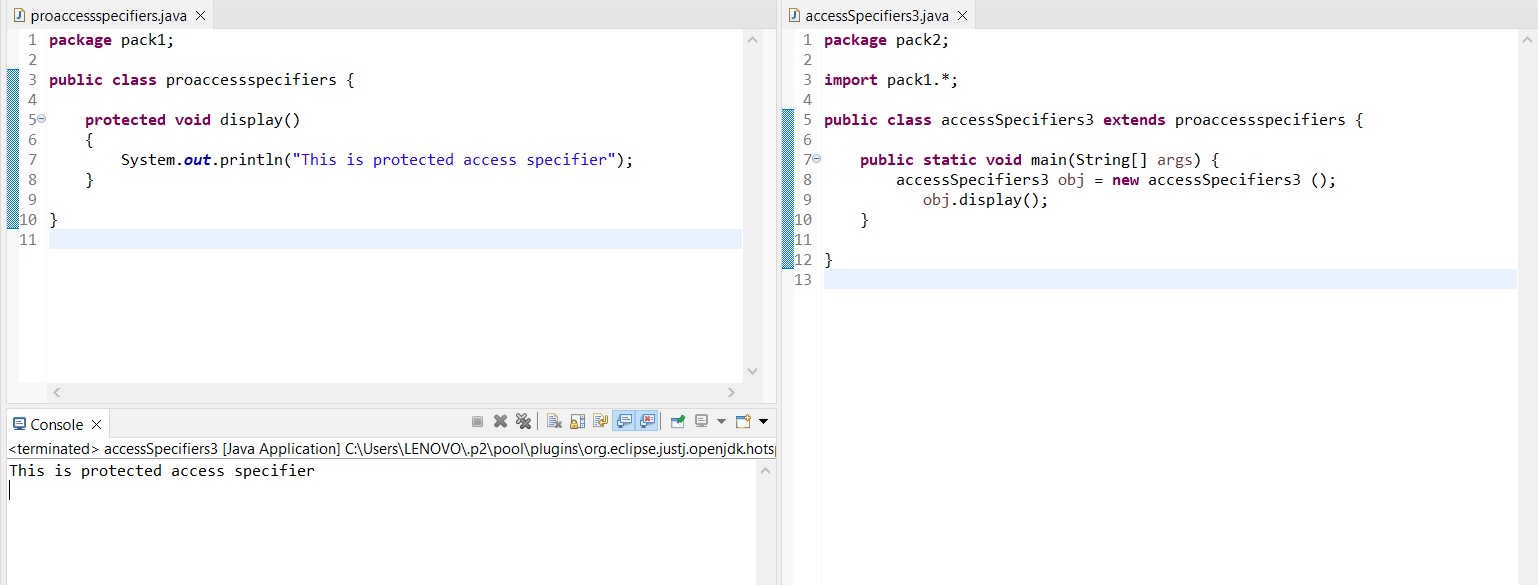 proaccessspecifiers.java
1 package pack1;
2
3 public class proaccessspecifiers {
4
5 protected void display()
6 {
7 System.out.println("This is protected access specifier");
8 }
9
10 }
11
Console
<terminated> accessSpecifiers3 [Java Application] C:\Users\LENOVO\.p2\pool\plugins\org.eclipse.justj.openjdk.hotsp
This is protected access specifier
accessSpecifiers3.java
1 package pack2;
2
3 import pack1.*;
4
5 public class accessSpecifiers3 extends proaccessspecifiers {
6
7 public static void main(String[] args) {
8 accessSpecifiers3 obj = new accessSpecifiers3 ();
9 obj.display();
10 }
11
12 }
13